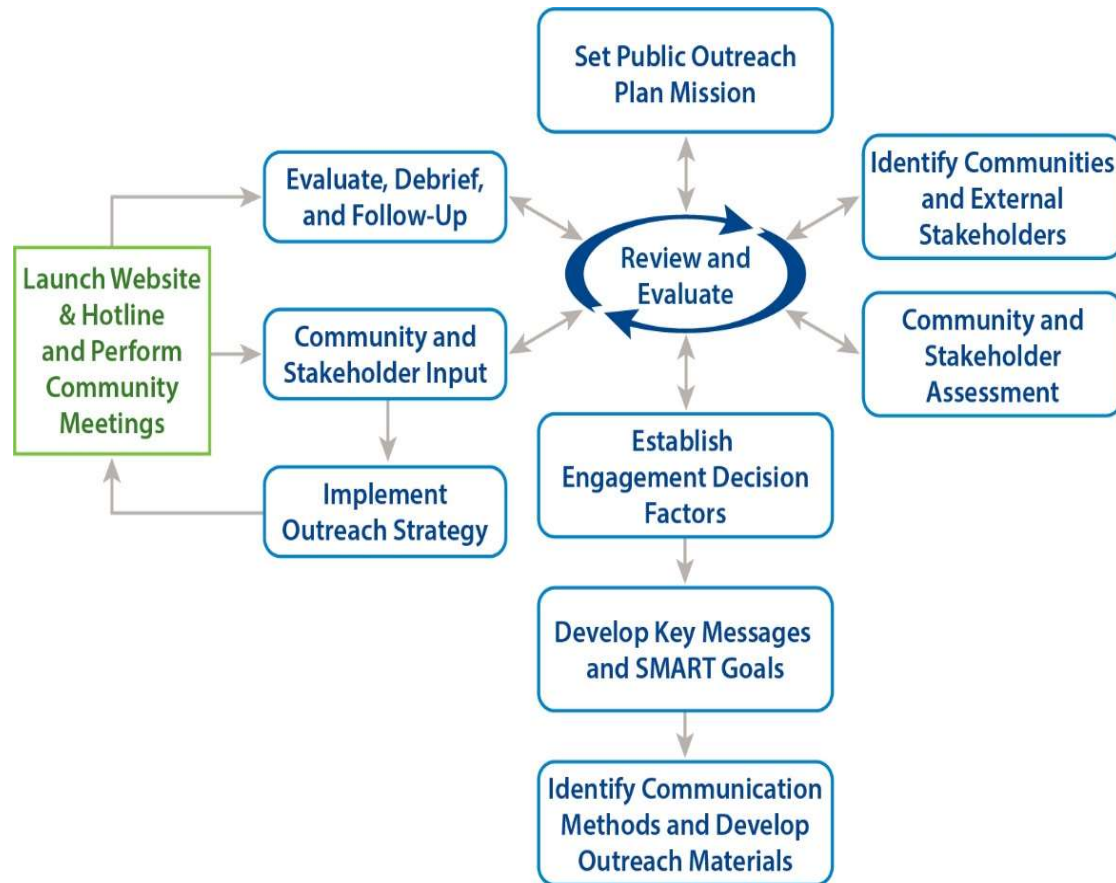 Set Public Outreach
Plan Mission
Identify Communities
and External
Stakeholders
Evaluate, Debrief,
and Follow-Up
Review and
Evaluate
Launch Website
& Hotline
and Perform
Community
Meetings
Community and
Stakeholder Input
Community and
Stakeholder
Assessment
Implement
Outreach Strategy
Establish
Engagement Decision
Factors
Develop Key Messages
and SMART Goals
Identify Communication
Methods and Develop
Outreach Materials